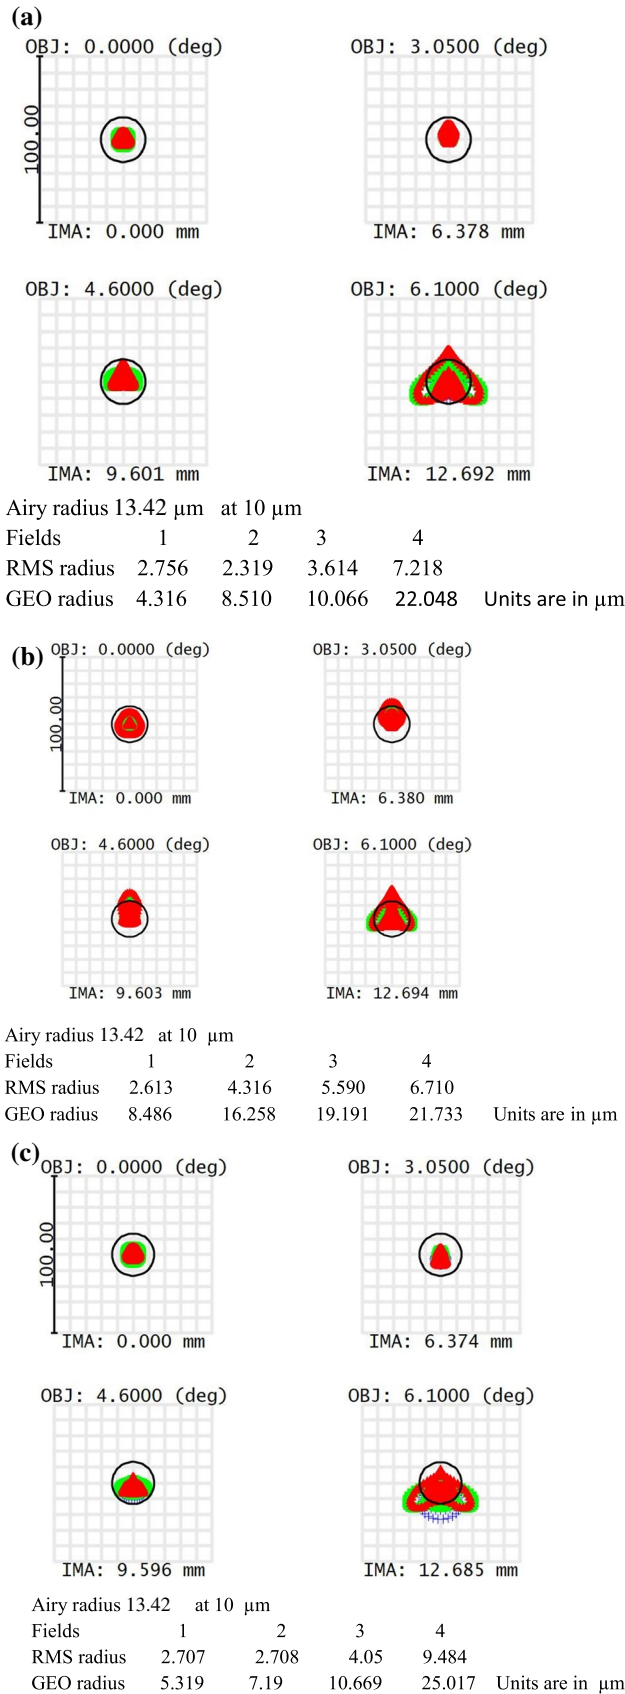 (a)
OBJ: 0.0000 (deg) OBJ: 3.0500 (deg)
100.00
IMA: 0.000 mm IMA: 6.378 mm
OBJ: 4.6000 (deg) OBJ: 6.1000 (deg)
IMA: 9.601 mm IMA: 12.692 mm
Airy radius 13.42 µm at 10 µm
Fields 1 2 3 4
RMS radius 2.756 2.319 3.614 7.218
GEO radius 4.316 8.510 10.066 22.048 Units are in µm
(b)
OBJ: 0.0000 (deg) OBJ: 3.0500 (deg)
100.00
IMA: 0.000 mm IMA: 6.380 mm
OBJ: 4.6000 (deg) OBJ: 6.1000 (deg)
IMA: 9.603 mm IMA: 12.694 mm
Airy radius 13.42 at 10 µm
Fields 1 2 3 4
RMS radius 2.613 4.316 5.590 6.710
GEO radius 8.486 16.258 19.191 21.733 Units are in µm
(c)
OBJ: 0.0000 (deg) OBJ: 3.0500 (deg)
100.00
IMA: 0.000 mm IMA: 6.374 mm
OBJ: 4.6000 (deg) OBJ: 6.1000 (deg)
IMA: 9.596 mm IMA: 12.685 mm
Airy radius 13.42 at 10 µm
Fields 1 2 3 4
RMS radius 2.707 2.708 4.05 9.484
GEO radius 5.319 7.19 10.669 25.017 Units are in µm